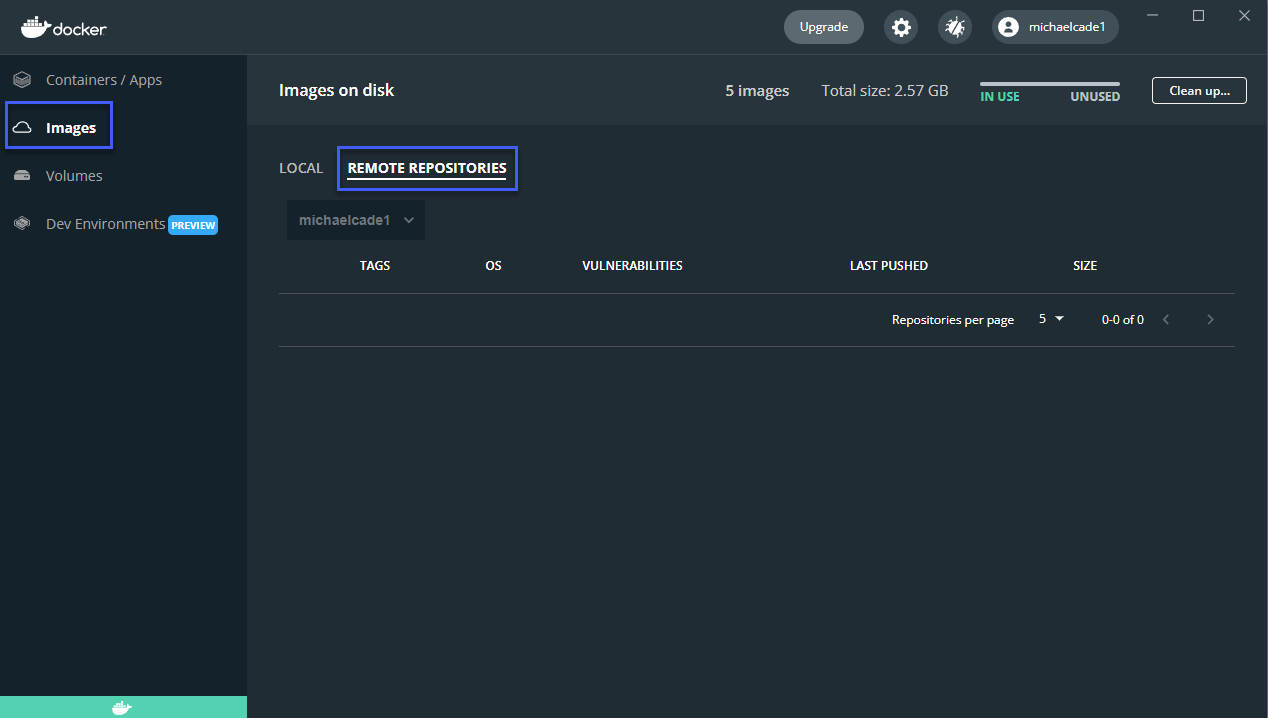 docker
Upgrade
michaelcade1
Containers / Apps
Images
Volumes
Dev Environments PREVIEW
Images on disk
5 images
Total size: 2.57 GB
IN USE
UNUSED
Clean up...
LOCAL
REMOTE REPOSITORIES
michaelcade1
TAGS OS VULNERABILITIES LAST PUSHED SIZE
Repositories per page 5 0-0 of 0